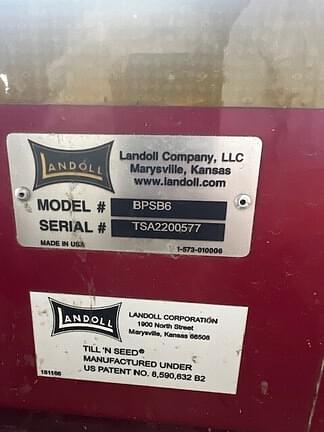 LANDOLL
Landoll Company, LLC
Marysville, Kansas
www.landoll.com
MODEL # BPSB6
SERIAL # TSA2200577
MADE IN USA 1-573-010006
LANDOLL
LANDOLL CORPORATION
1900 North Street
Marysville, Kansas 66508
TILL 'N SEED®
MANUFACTURED UNDER
US PATENT NO. 8,590,632 B2
181166